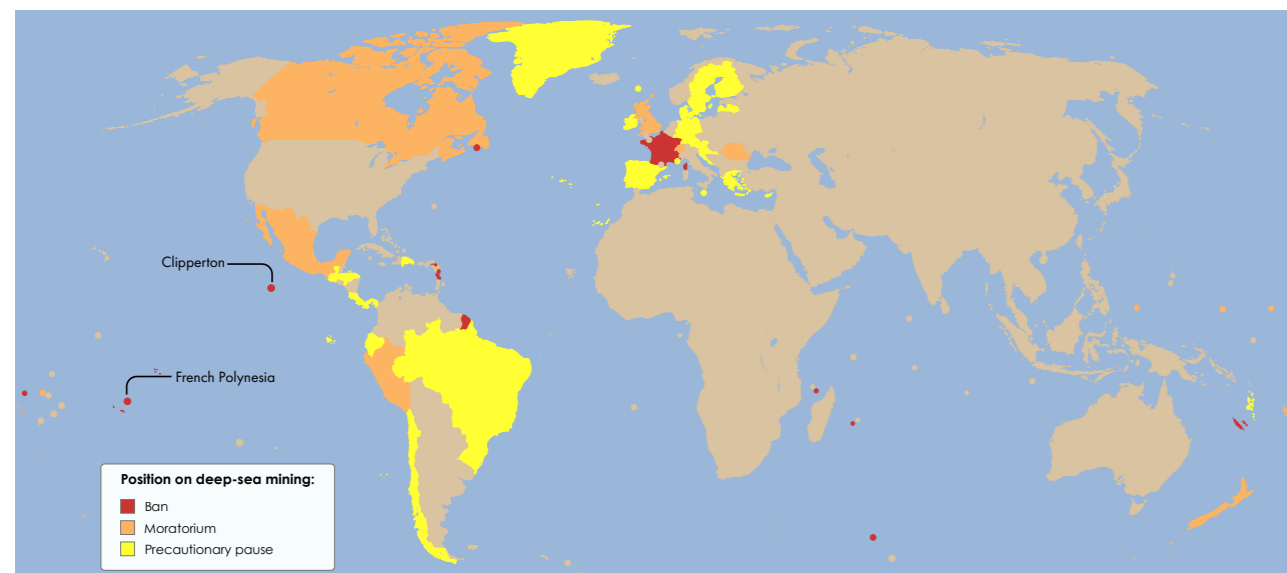 Clipperton
French Polynesia
Position on deep-sea mining:
Ban
Moratorium
Precautionary pause